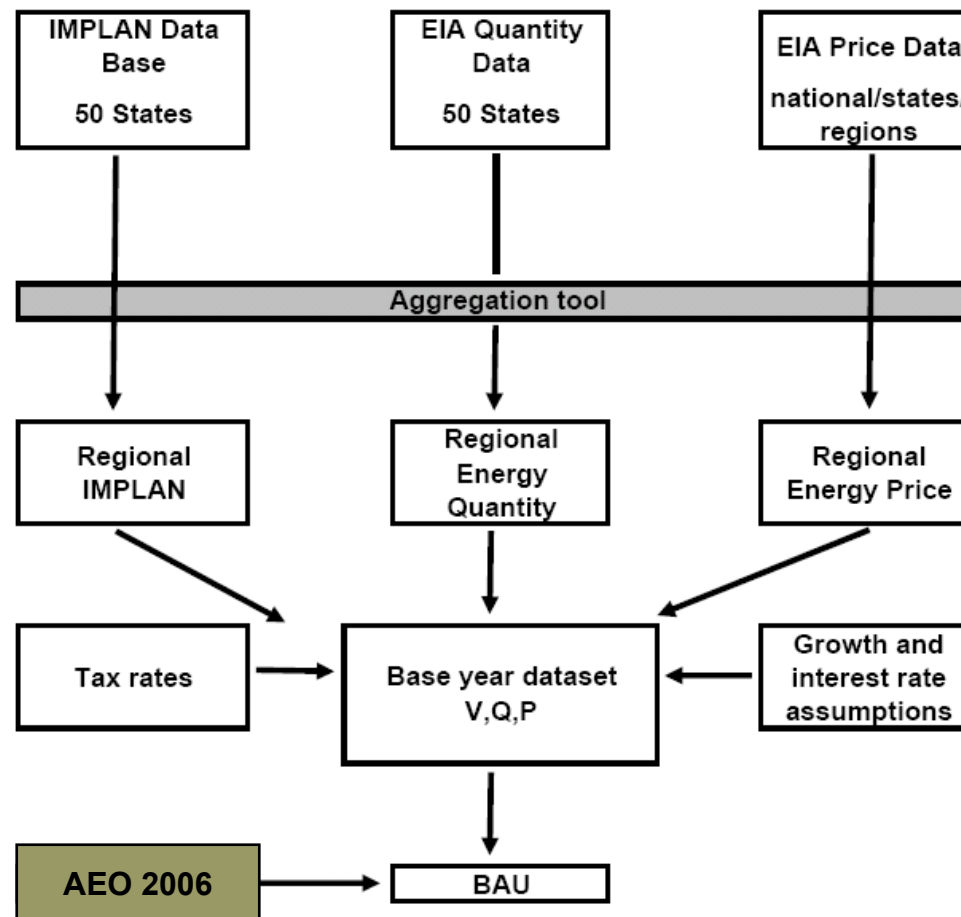 IMPLAN Data
Base
50 States
EIA Quantity
Data
50 States
EIA Price Data
national/states/
regions
Aggregation tool
Regional
IMPLAN
Regional
Energy
Quantity
Regional
Energy Price
Tax rates
Base year dataset
V,Q,P
Growth and
interest rate
assumptions
AEO 2006
BAU